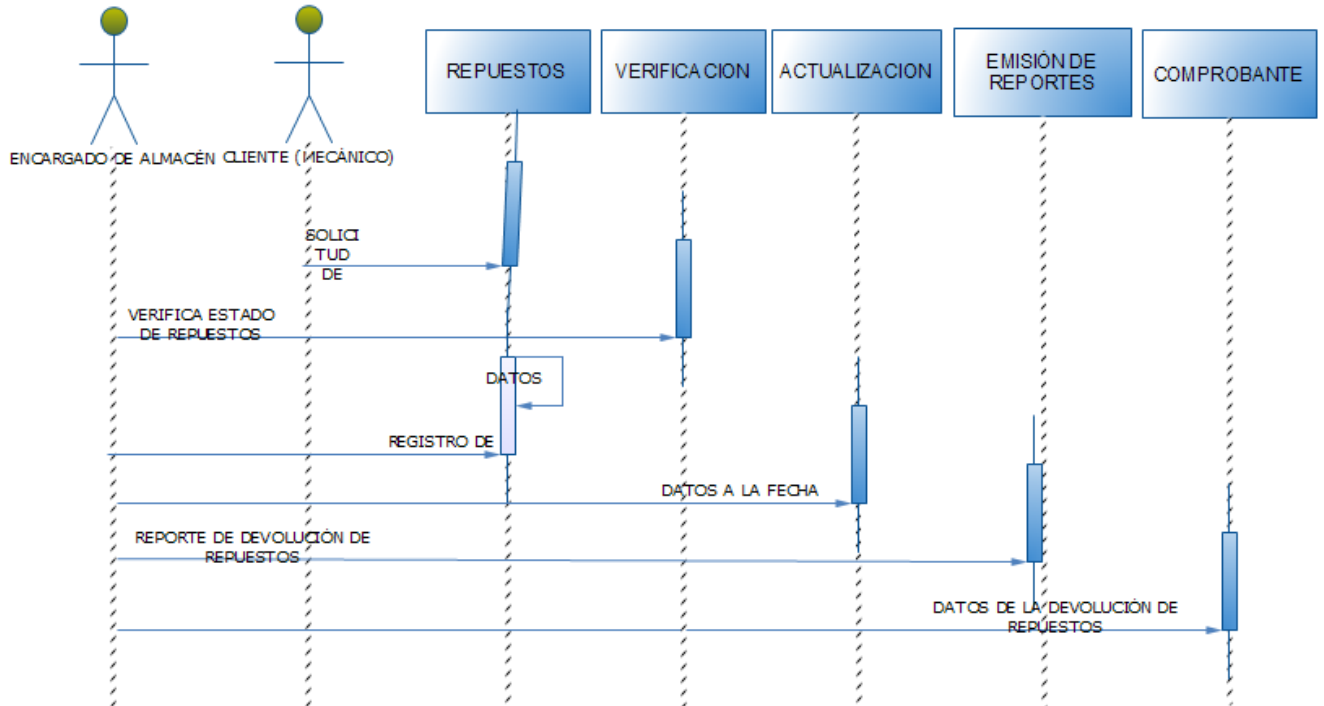 REPUESTOS
VERIFICACION
ACTUALIZACION
EMISIÓN DE
REPORTES
COMPROBANTE
ENCARGADO DE ALMACÉN
CLIENTE (MECÁNICO)
SOLICI
TUD
DE
VERIFICA ESTADO
DE REPUESTOS
DATOS
REGISTRO DE
DATOS A LA FECHA
REPORTE DE DEVOLUCIÓN DE
REPUESTOS
DATOS DE LA DEVOLUCIÓN DE
REPUESTOS